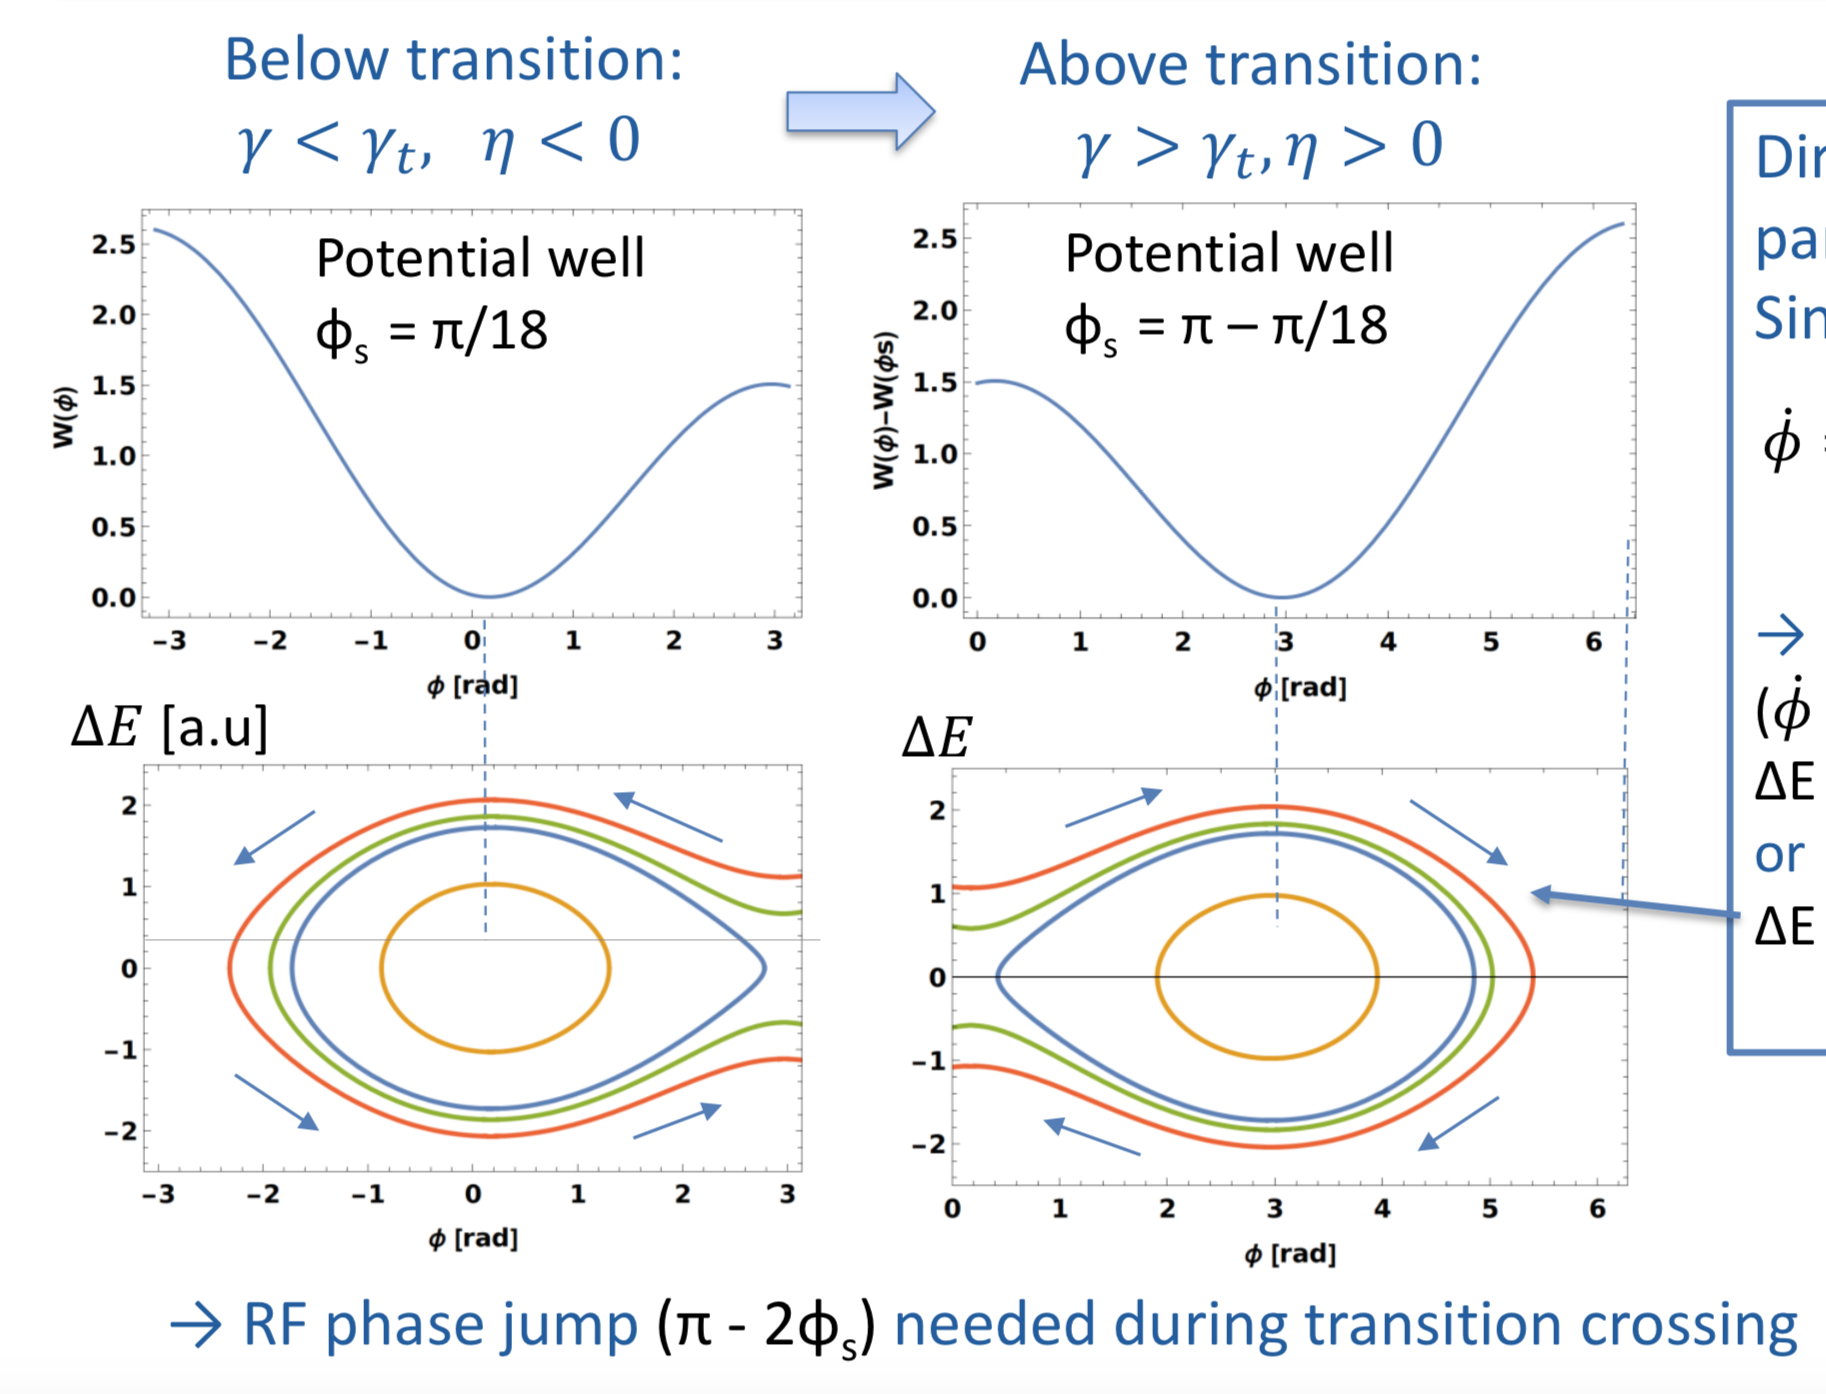 Below transition:
γ < γt, η < 0
Above transition:
γ > γt, η > 0
Potential well
ϕs = π/18
2.5
2.0
1.5
1.0
0.5
0.0
W(ϕ)
−3 −2 −1 0 1 2 3
ϕ [rad]
Potential well
ϕs = π – π/18
2.5
2.0
1.5
1.0
0.5
0.0
W(ϕ)−W(ϕs)
0 1 2 3 4 5 6
ϕ [rad]
ΔE [a.u]
2
1
0
−1
−2
−3 −2 −1 0 1 2 3
ϕ [rad]
ΔE
2
1
0
−1
−2
0 1 2 3 4 5 6
ϕ [rad]
ϕ̇
→
(ϕ̇
ΔE
or
ΔE
→ RF phase jump (π - 2ϕs) needed during transition crossing